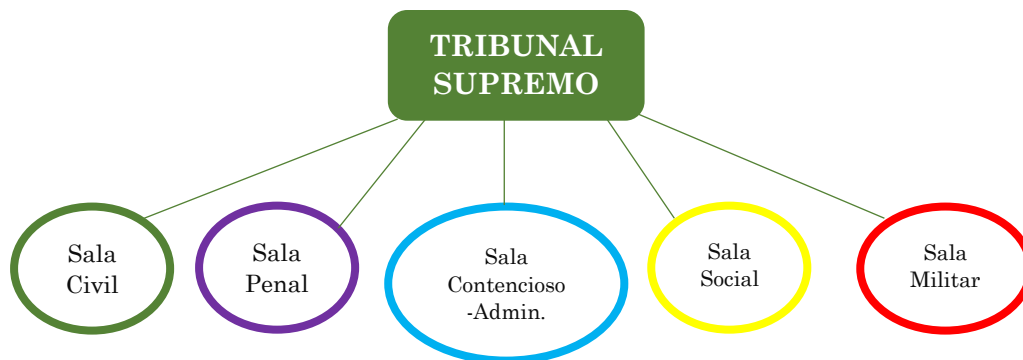 TRIBUNAL
SUPREMO
Sala
Civil
Sala
Penal
Sala
Contencioso
-Admin.
Sala
Social
Sala
Militar